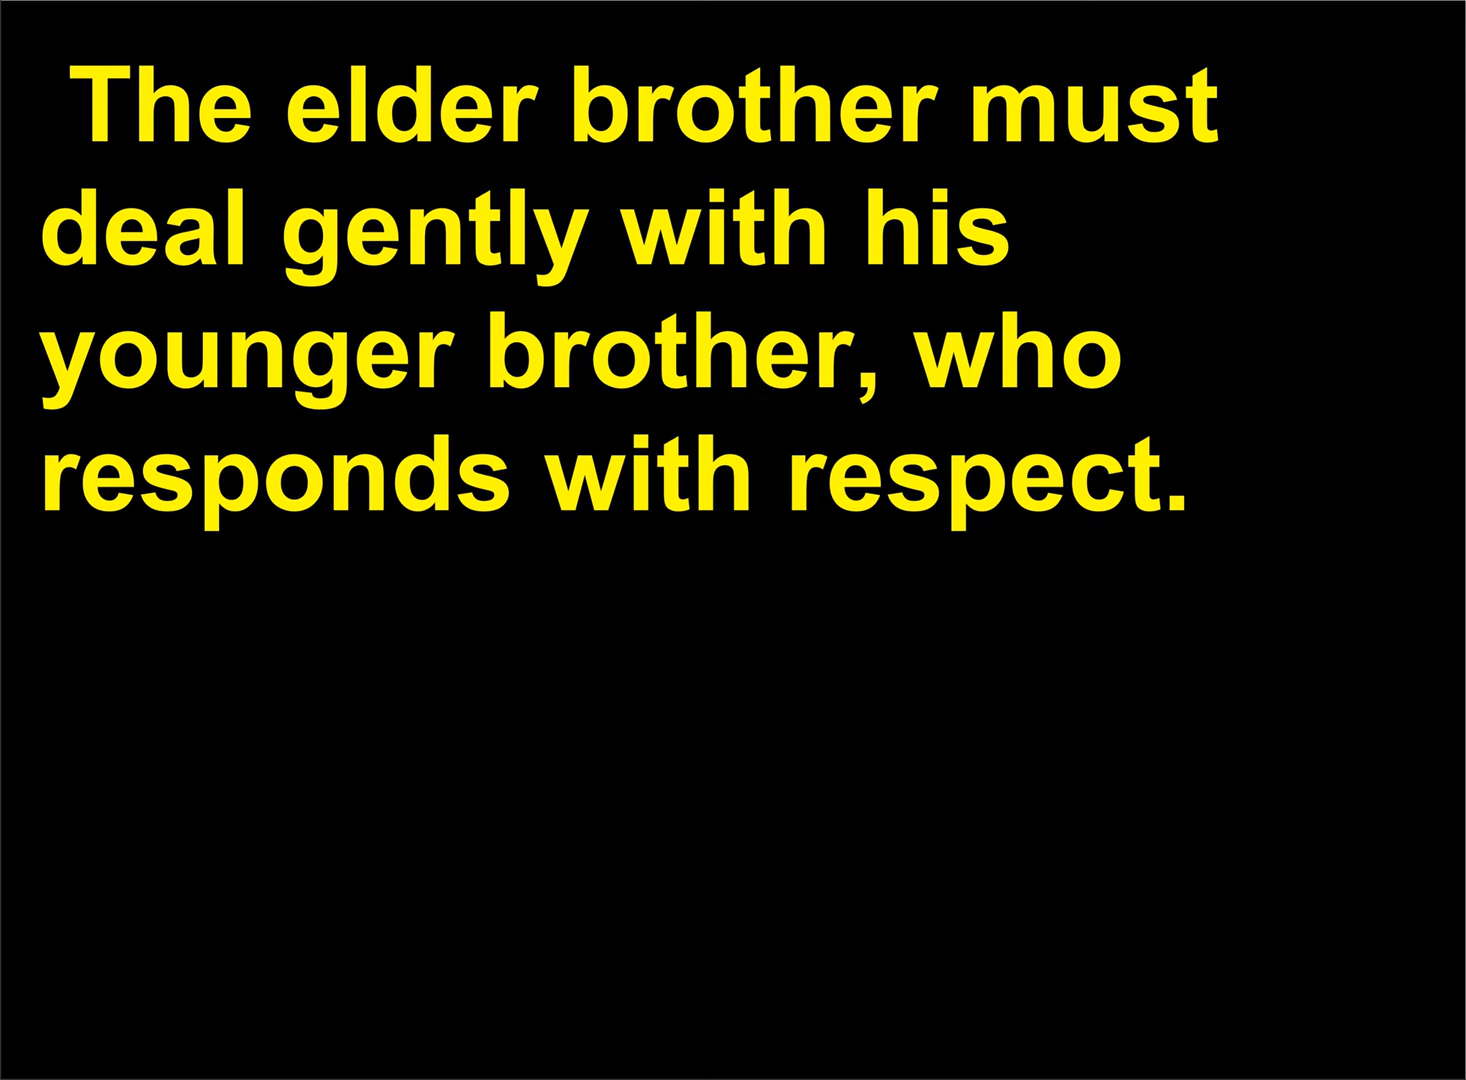 The elder brother must
deal gently with his
younger brother, who
responds with respect.